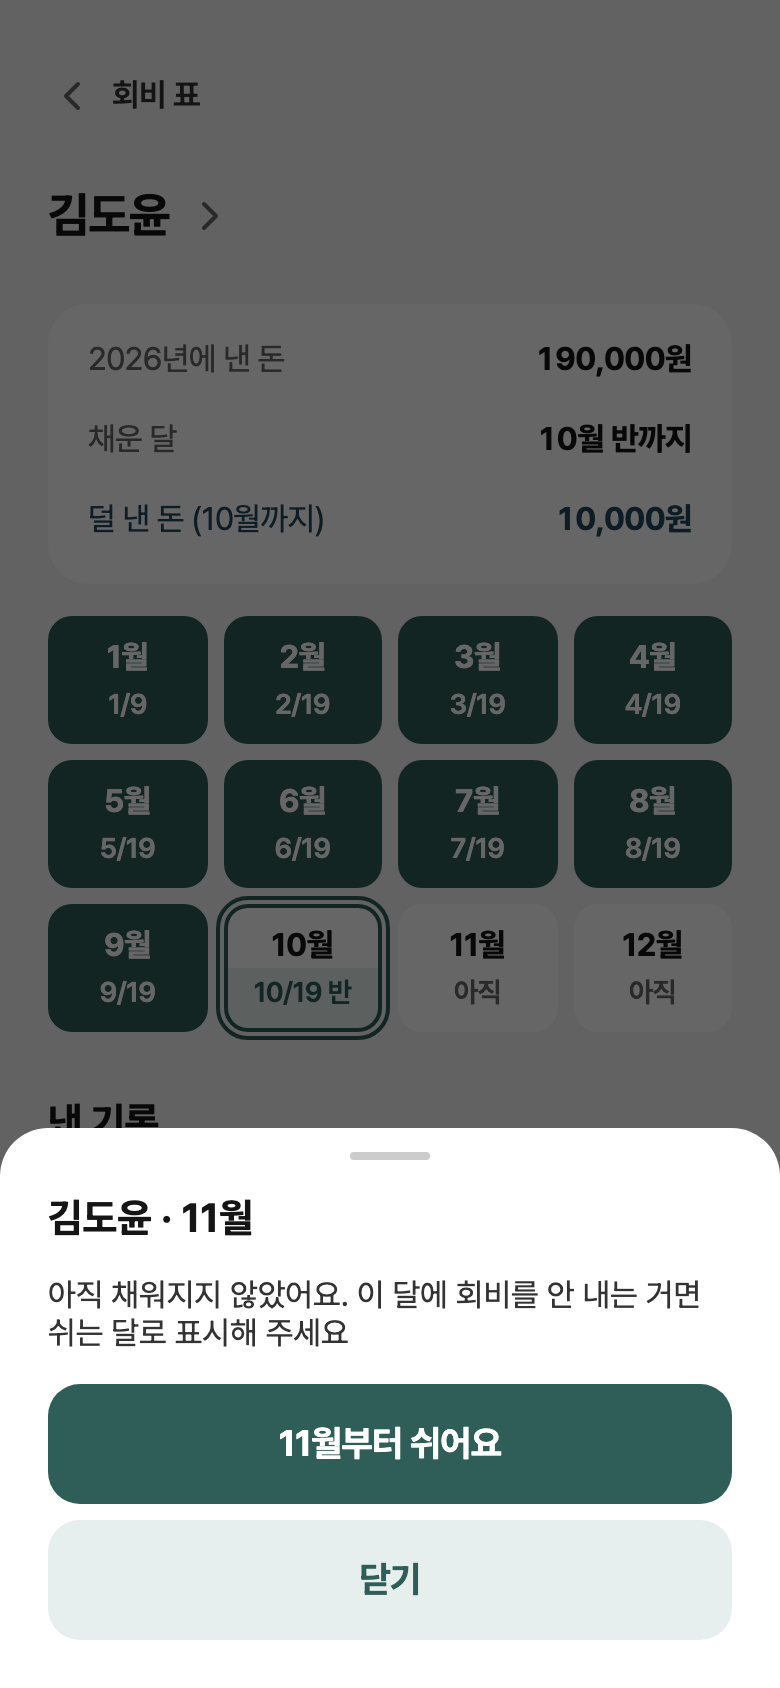 회비 표
김도윤
2026년에 낸 돈 190,000원
채운 달 10월 반까지
덜 낸 돈 (10월까지) 10,000원
1월 2월 3월 4월
1/9 2/19 3/19 4/19
5월 6월 7월 8월
5/19 6/19 7/19 8/19
9월 10월 11월 12월
9/19 10/19 반 아직 아직
낸 기록
김도윤 · 11월
아직 채워지지 않았어요. 이 달에 회비를 안 내는 거면
쉬는 달로 표시해 주세요
11월부터 쉬어요
닫기